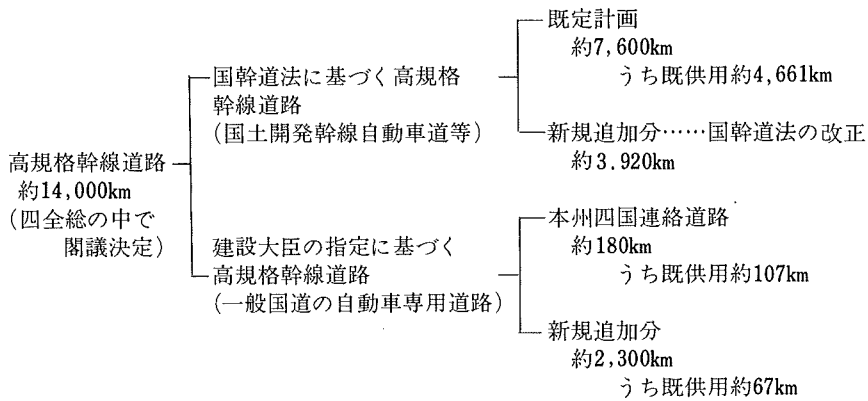 高規格幹線道路
約14,000km
(四全総の中で
閣議決定)
国幹道法に基づく高規格
幹線道路
(国土開発幹線自動車道等)
既定計画
約7,600km
うち既供用約4,661km
新規追加分……国幹道法の改正
約3.920km
建設大臣の指定に基づく
高規格幹線道路
(一般国道の自動車専用道路)
本州四国連絡道路
約180km
うち既供用約107km
新規追加分
約2,300km
うち既供用約67km